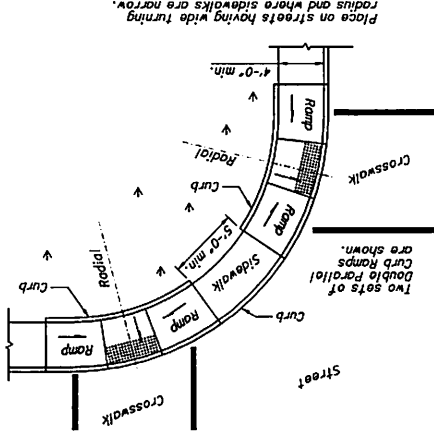 Street
Crosswalk
Two sets of
Double Parallel
Curb Ramps
are shown.
Curb
Sidewalk
Ramp
Ramp
Ramp
Ramp
5'-0" min.
Curb
Curb
Radial
Radial
Crosswalk
4'-0" min.
Place on streets having wide turning
radius and where sidewalks are narrow.